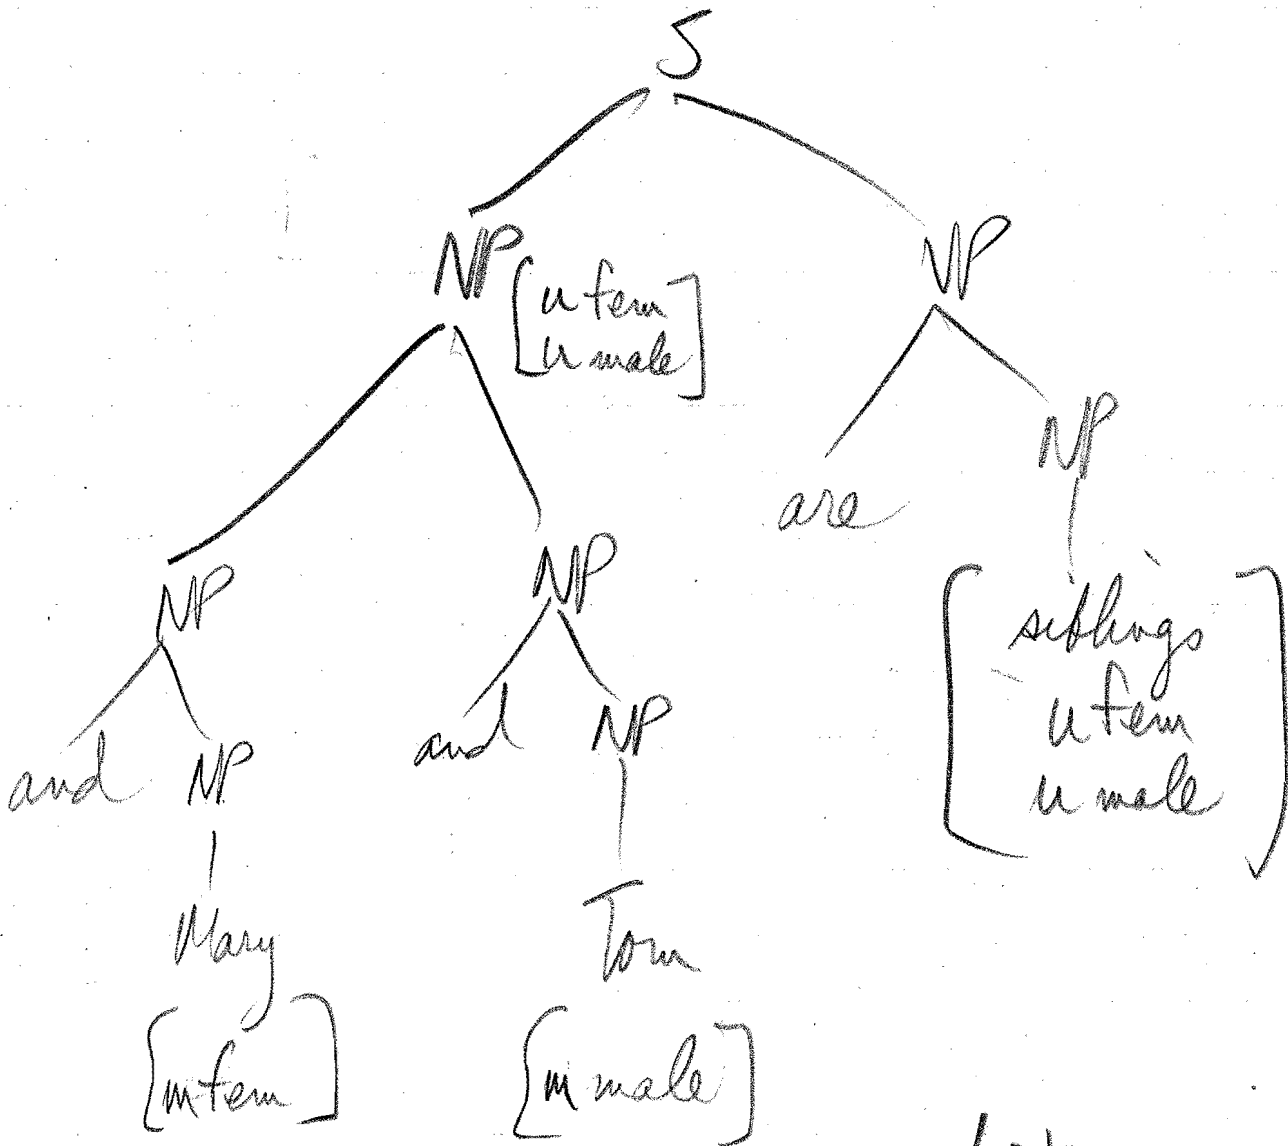 S
NP
[u fem
u male]
NP
are
NP
[siblings
u fem
u male]
NP
and
NP
Mary
[m fem]
NP
and
NP
Tom
[m male]